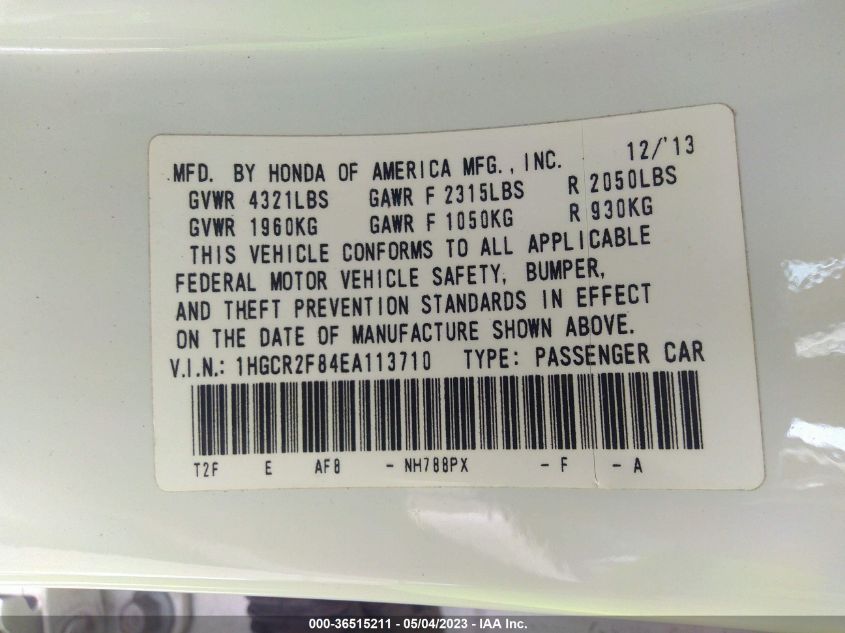 MFD. BY HONDA OF AMERICA MFG., INC. 12/'13
GVWR 4321LBS GAWR F 2315LBS R 2050LBS
GVWR 1960KG GAWR F 1050KG R 930KG
THIS VEHICLE CONFORMS TO ALL APPLICABLE
FEDERAL MOTOR VEHICLE SAFETY, BUMPER,
AND THEFT PREVENTION STANDARDS IN EFFECT
ON THE DATE OF MANUFACTURE SHOWN ABOVE.
V.I.N.: 1HGCR2F84EA113710 TYPE: PASSENGER CAR
T2F E AF8 - NH788PX - F - A
000-36515211 - 05/04/2023 - IAA Inc.